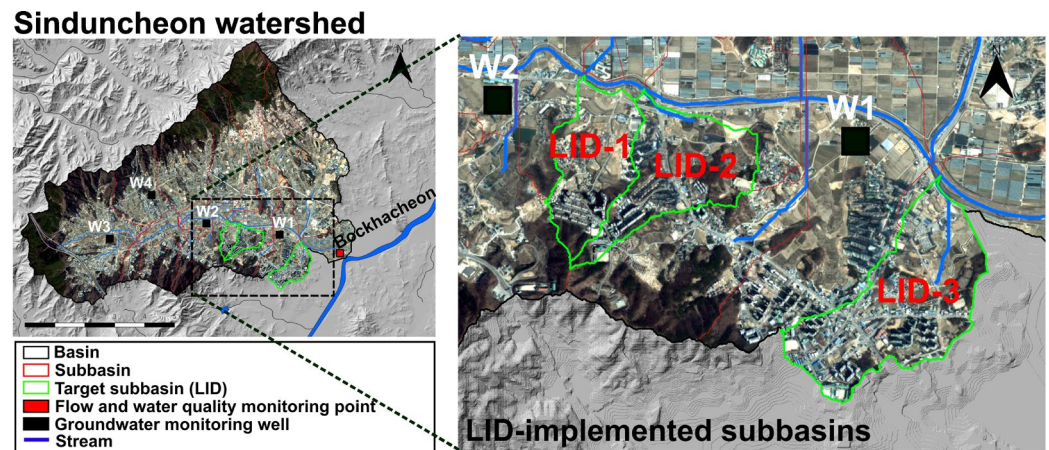 Sinduncheon watershed
N
W4
W3
W2
W1
Bockhacheon
Basin
Subbasin
Target subbasin (LID)
Flow and water quality monitoring point
Groundwater monitoring well
Stream
N
W2
W1
LID-1
LID-2
LID-3
LID-implemented subbasins